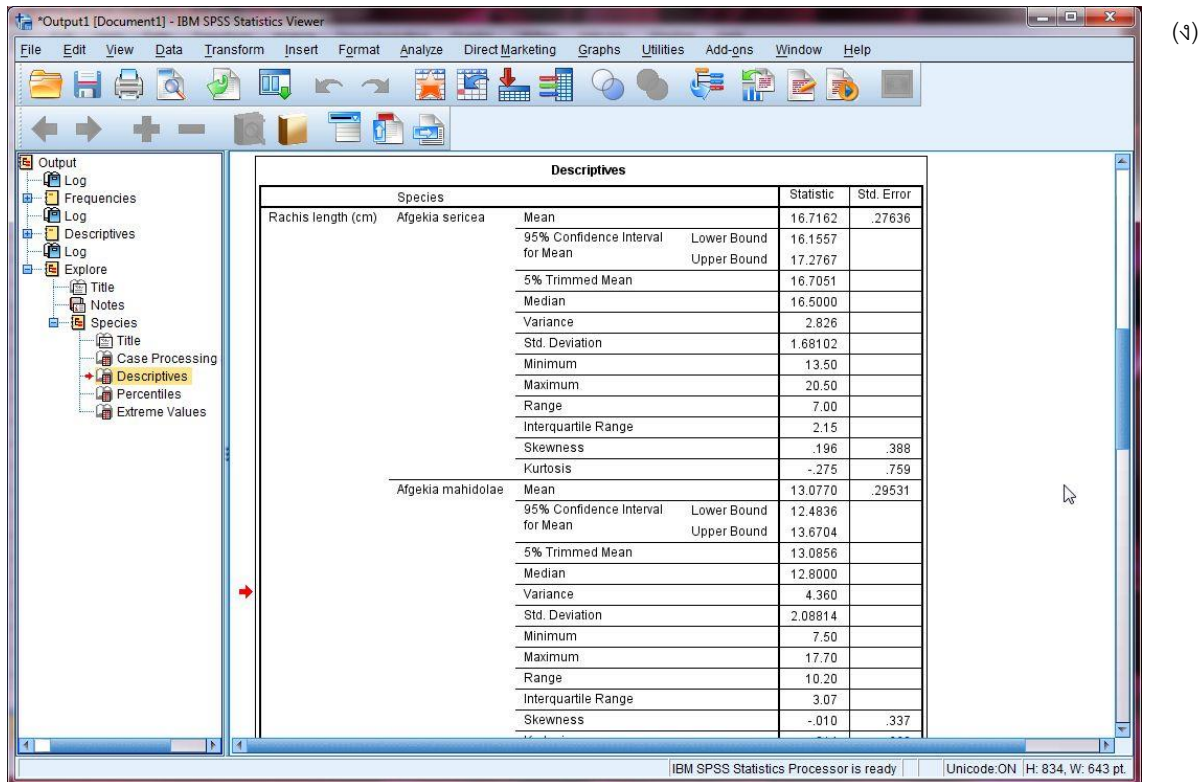 *Output1 [Document1] - IBM SPSS Statistics Viewer
(ง)
File Edit View Data Transform Insert Format Analyze Direct Marketing Graphs Utilities Add-ons Window Help
Output
Log
Frequencies
Log
Descriptives
Log
Explore
Title
Notes
Species
Title
Case Processing
Descriptives
Percentiles
Extreme Values
Descriptives
Species Statistic Std. Error
Rachis length (cm) Afgekia sericea Mean 16.7162 .27636
95% Confidence Interval for Mean Lower Bound 16.1557
Upper Bound 17.2767
5% Trimmed Mean 16.7051
Median 16.5000
Variance 2.826
Std. Deviation 1.68102
Minimum 13.50
Maximum 20.50
Range 7.00
Interquartile Range 2.15
Skewness .196 .388
Kurtosis -.275 .759
Afgekia mahidolae Mean 13.0770 .29531
95% Confidence Interval for Mean Lower Bound 12.4836
Upper Bound 13.6704
5% Trimmed Mean 13.0856
Median 12.8000
Variance 4.360
Std. Deviation 2.08814
Minimum 7.50
Maximum 17.70
Range 10.20
Interquartile Range 3.07
Skewness -.010 .337
IBM SPSS Statistics Processor is ready Unicode:ON H: 834, W: 643 pt.